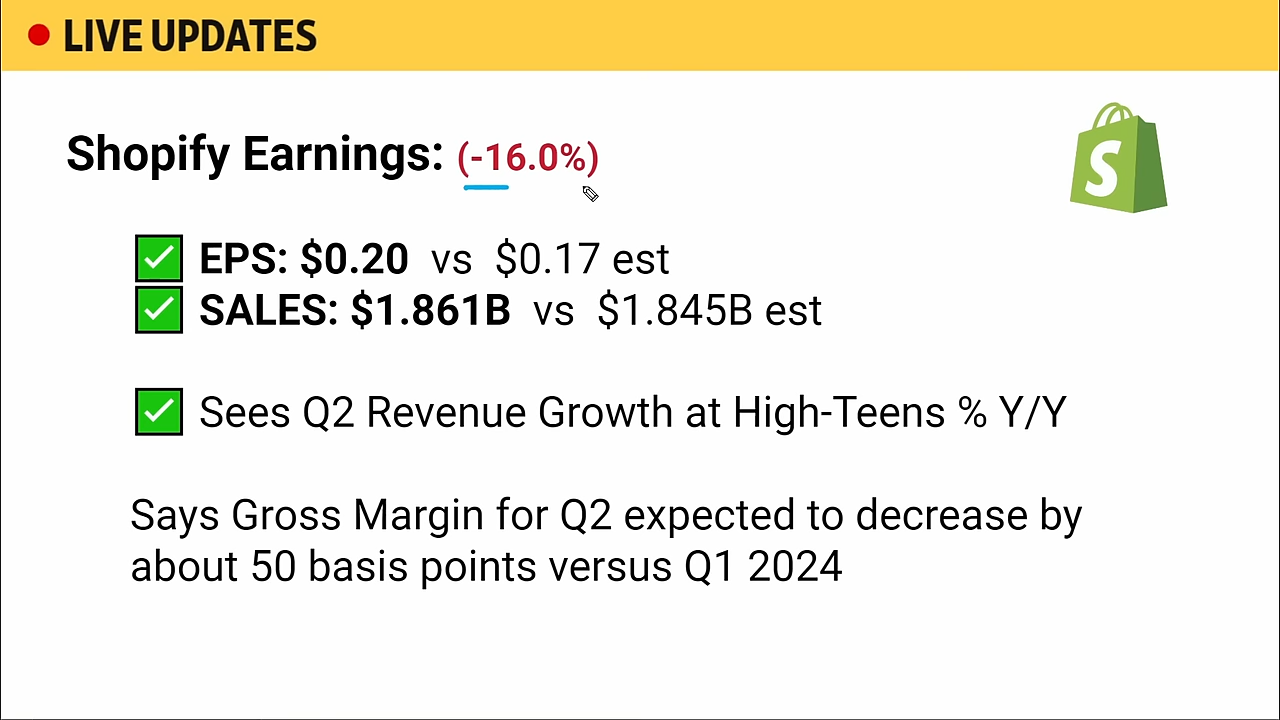 LIVE UPDATES
Shopify Earnings: (-16.0%)
S
EPS: $0.20 vs $0.17 est
SALES: $1.861B vs $1.845B est
Sees Q2 Revenue Growth at High-Teens % Y/Y
Says Gross Margin for Q2 expected to decrease by
about 50 basis points versus Q1 2024